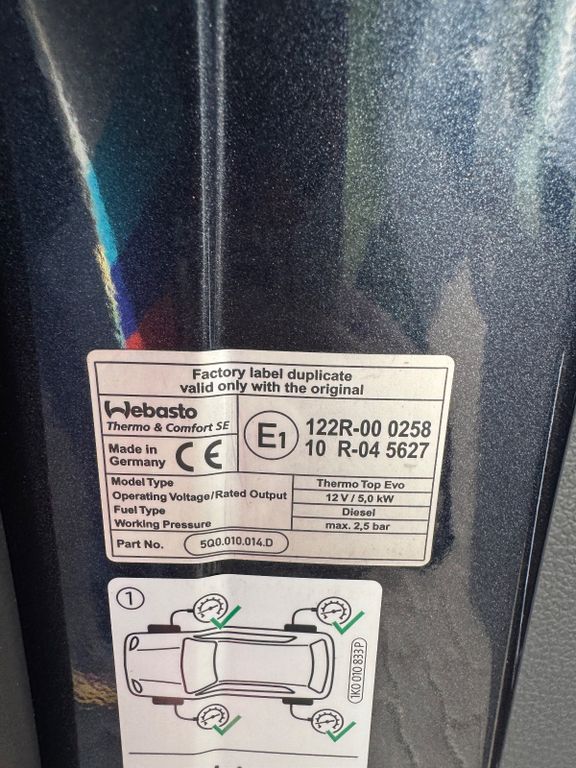 Factory label duplicate
valid only with the original
Webasto
Thermo & Comfort SE
Made in
Germany
CE
E1
122R-00 0258
10 R-04 5627
Model Type Thermo Top Evo
Operating Voltage/Rated Output 12 V / 5,0 kW
Fuel Type Diesel
Working Pressure max. 2,5 bar
Part No. 5Q0.010.014.D
1
1K0 010 833 P